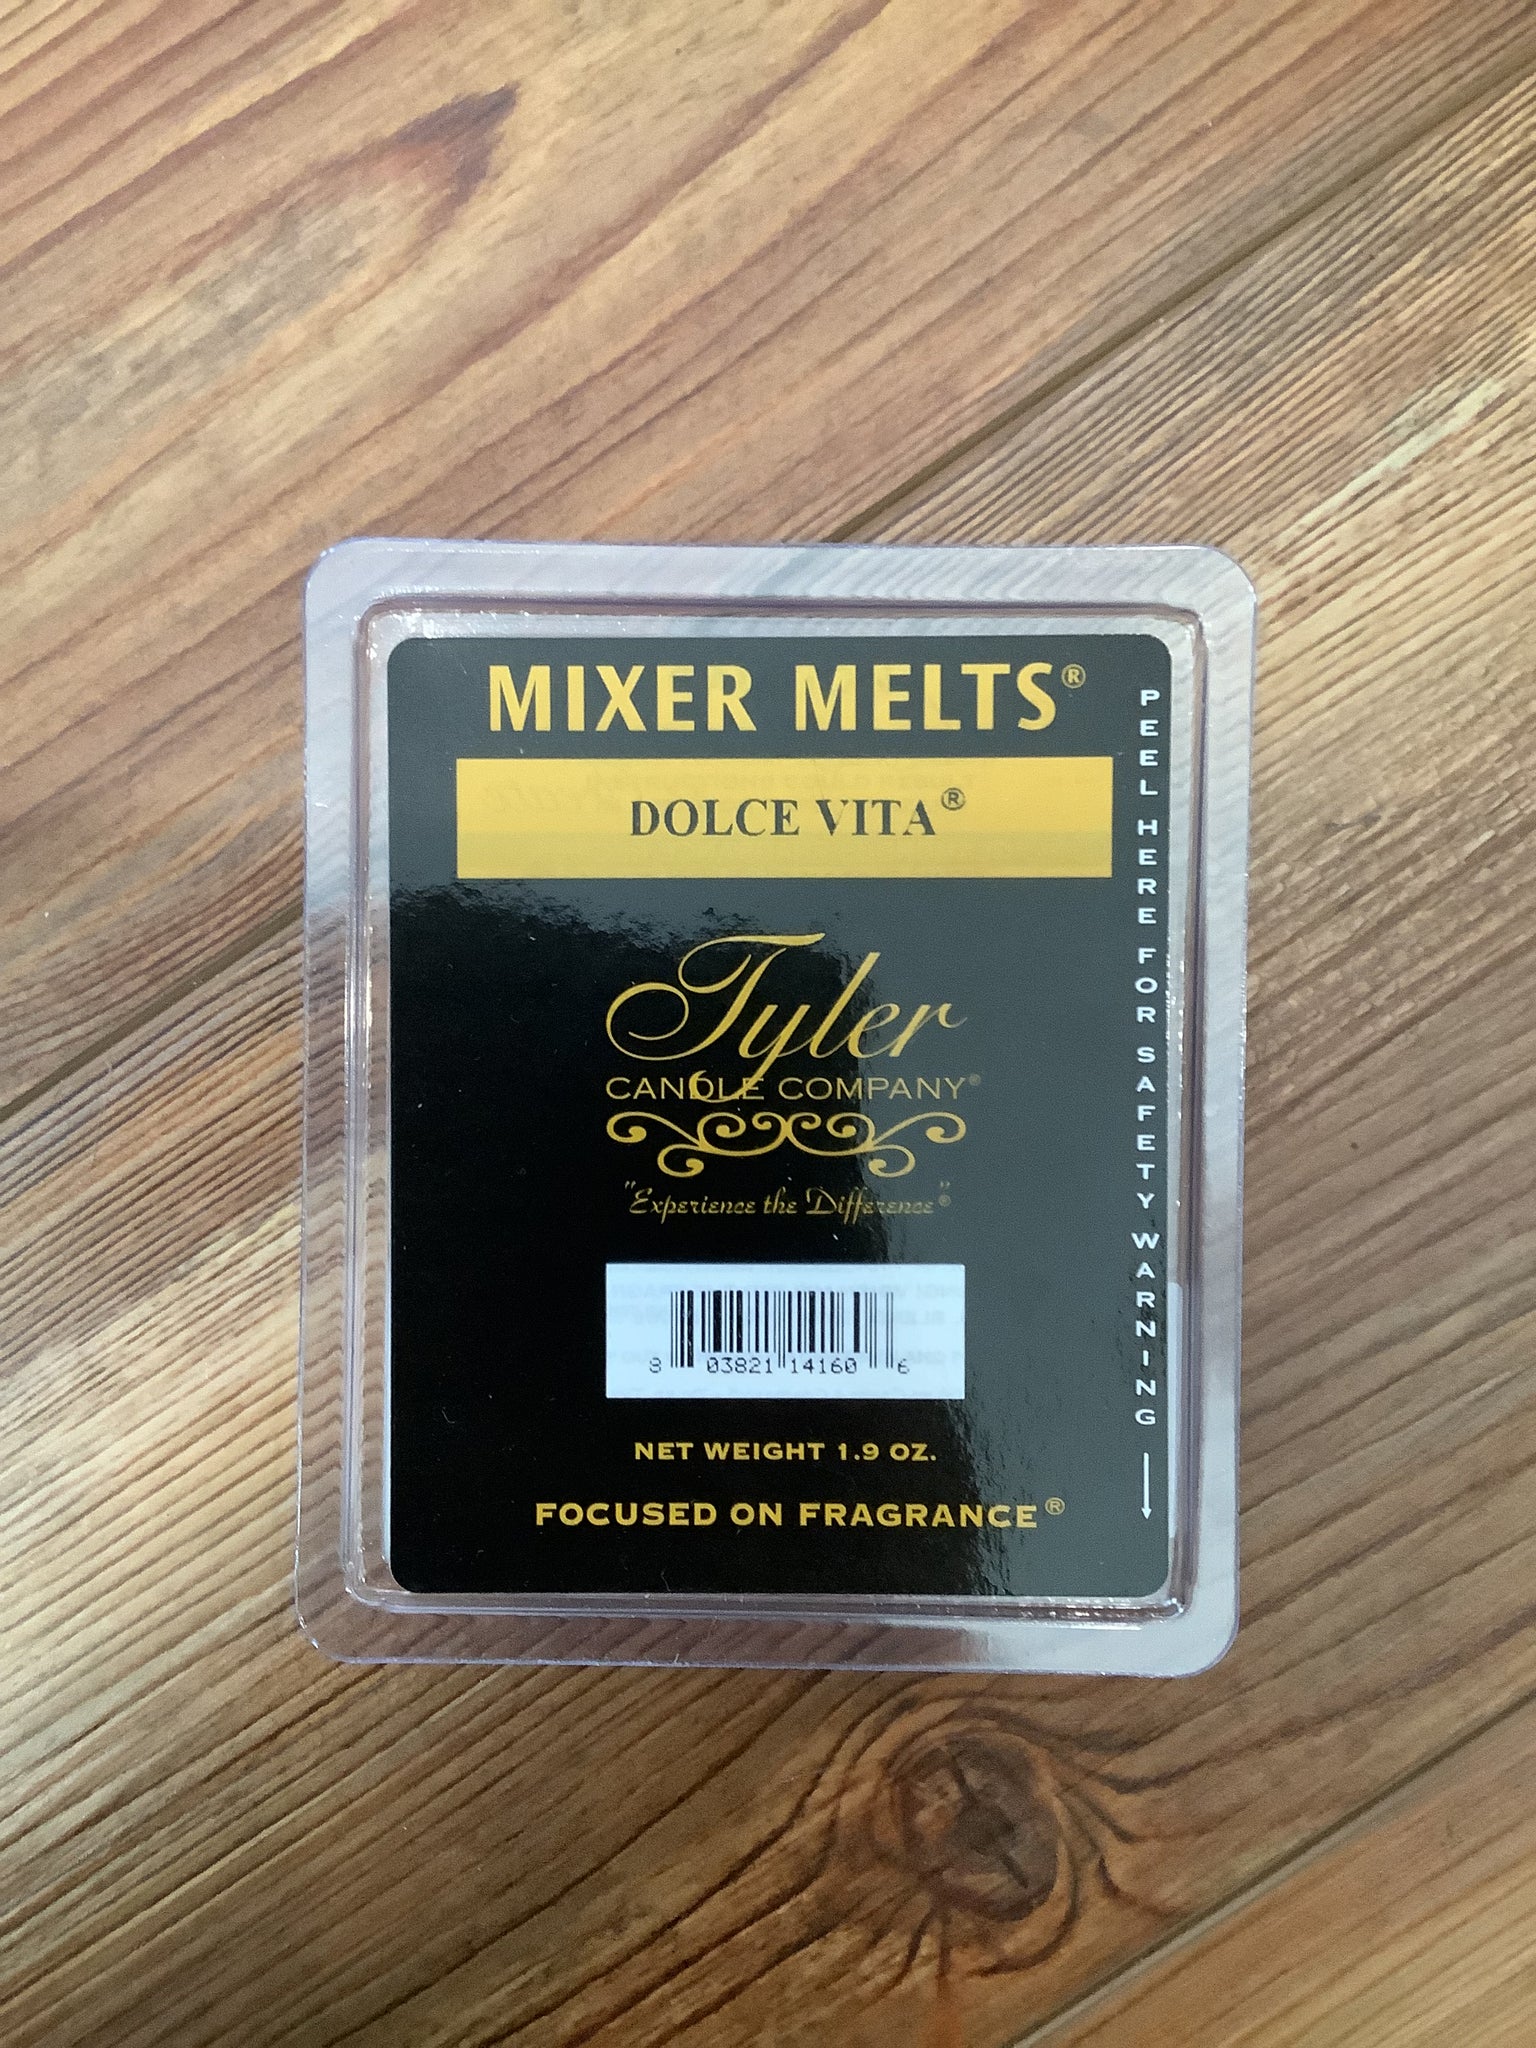 MIXER MELTS®
DOLCE VITA®
Tyler
CANDLE COMPANY®
"Experience the Difference"®
8 03821 14160 6
NET WEIGHT 1.9 OZ.
FOCUSED ON FRAGRANCE®
PEEL HERE FOR SAFETY WARNING